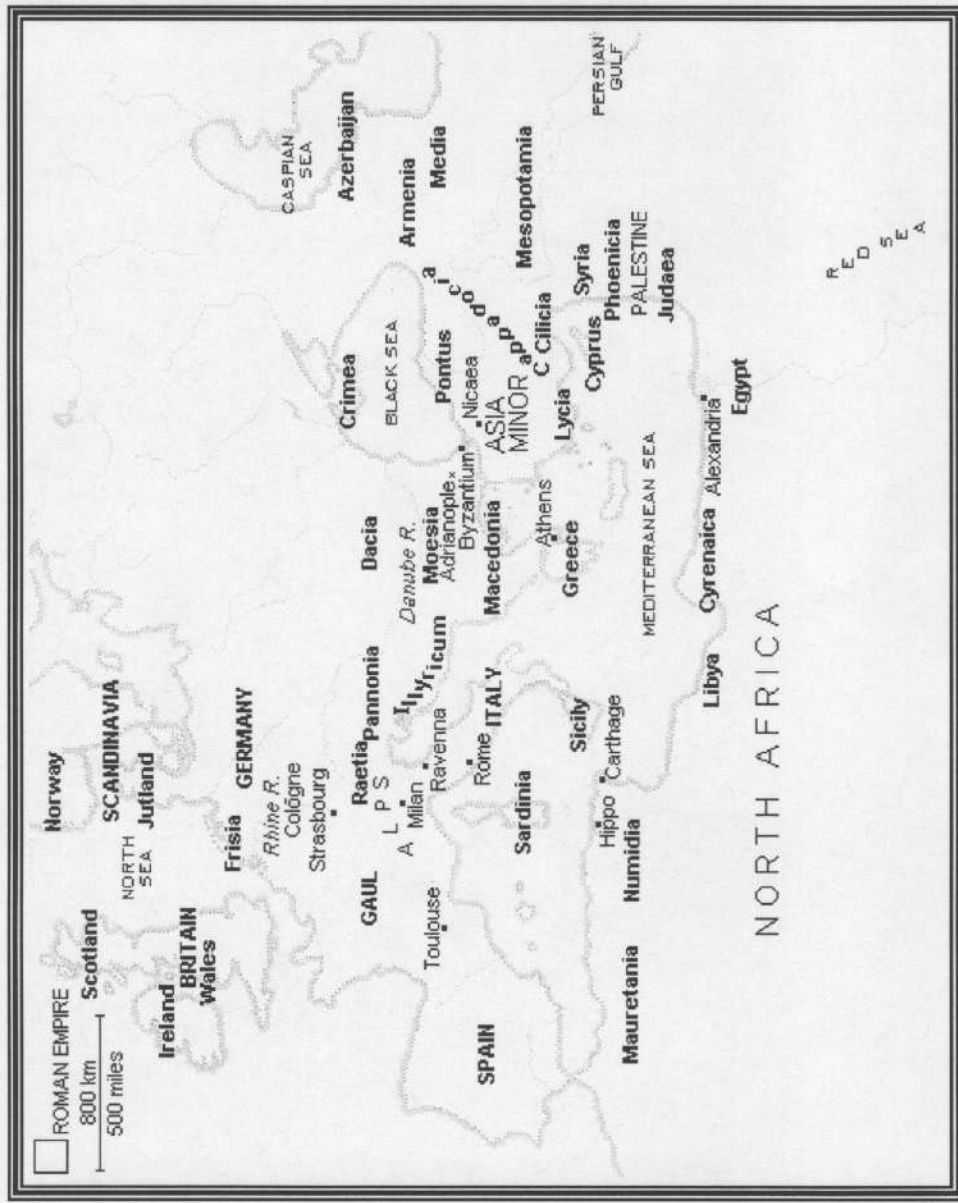 ROMAN EMPIRE
800 km
500 miles
Norway
SCANDINAVIA
Jutland
NORTH
SEA
Scotland
Ireland
BRITAIN
Wales
Frisia
GERMANY
Rhine R.
Cologne
Strasbourg
GAUL
Raetia
Pannonia
A L P S
Milan
Toulouse
Ravenna
Illyricum
Dacia
Danube R.
Moesia
Adrianople
Byzantium
Crimea
BLACK SEA
CASPIAN
SEA
Azerbaijan
Armenia
Media
Pontus
Nicaea
ASIA
MINOR
Cappadocia
Macedonia
Rome
ITALY
SPAIN
Sardinia
Sicily
Athens
Greece
Lycia
Cilicia
Mesopotamia
PERSIAN
GULF
Cyprus
Syria
Phoenicia
PALESTINE
Judaea
Hippo
Carthage
Mauretania
Numidia
MEDITERRANEAN SEA
Libya
Cyrenaica
Alexandria
Egypt
NORTH AFRICA
RED SEA